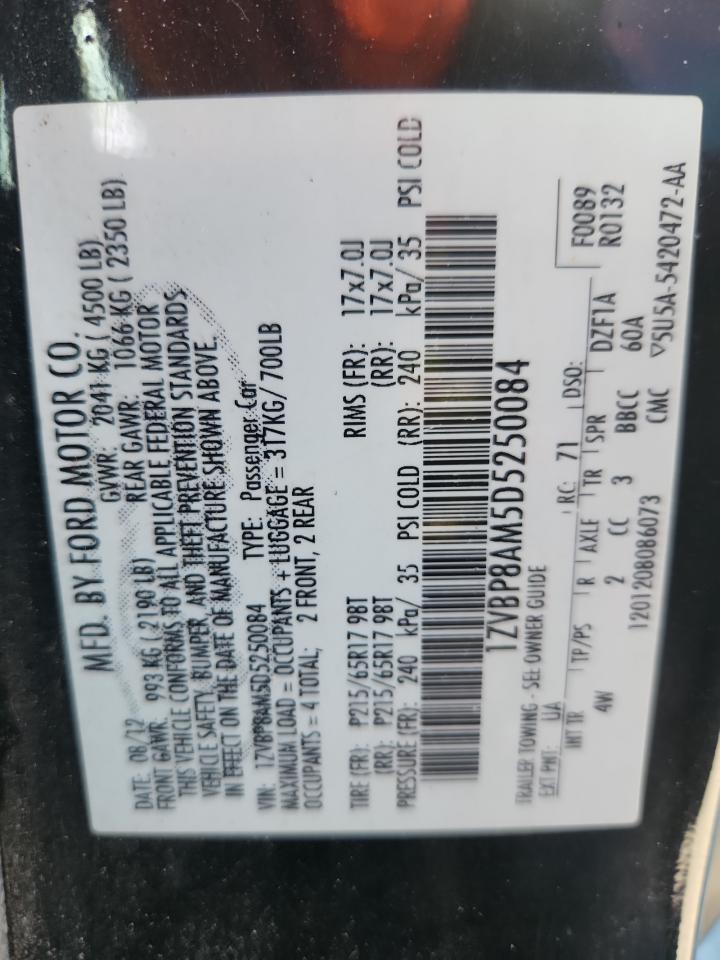 MFD. BY FORD MOTOR CO.
DATE: 08/12 GVWR: 2041 KG ( 4500 LB)
FRONT GAWR: 993 KG ( 2190 LB) REAR GAWR: 1066 KG ( 2350 LB)
THIS VEHICLE CONFORMS TO ALL APPLICABLE FEDERAL MOTOR
VEHICLE SAFETY, BUMPER, AND THEFT PREVENTION STANDARDS
IN EFFECT ON THE DATE OF MANUFACTURE SHOWN ABOVE.
VIN: 1ZVBP8AM5D5250084 TYPE: Passenger Car
MAXIMUM LOAD = OCCUPANTS + LUGGAGE = 317KG/ 700LB
OCCUPANTS = 4 TOTAL; 2 FRONT, 2 REAR
TIRE (FR): P215/65R17 98T RIMS (FR): 17x7.0J
(RR): P215/65R17 98T (RR): 17x7.0J
PRESSURE (FR): 240 kPa/ 35 PSI COLD (RR): 240 kPa/ 35 PSI COLD
1ZVBP8AM5D5250084
TRAILER TOWING - SEE OWNER GUIDE
EXT PNT: UA RC: 71 DSO: F0089
R0132
INT TR TP/PS R AXLE TR SPR DZF1A
4W 2 CC 3 BBCC 60A
1201208086073 CMC ▽5U5A-5420472-AA